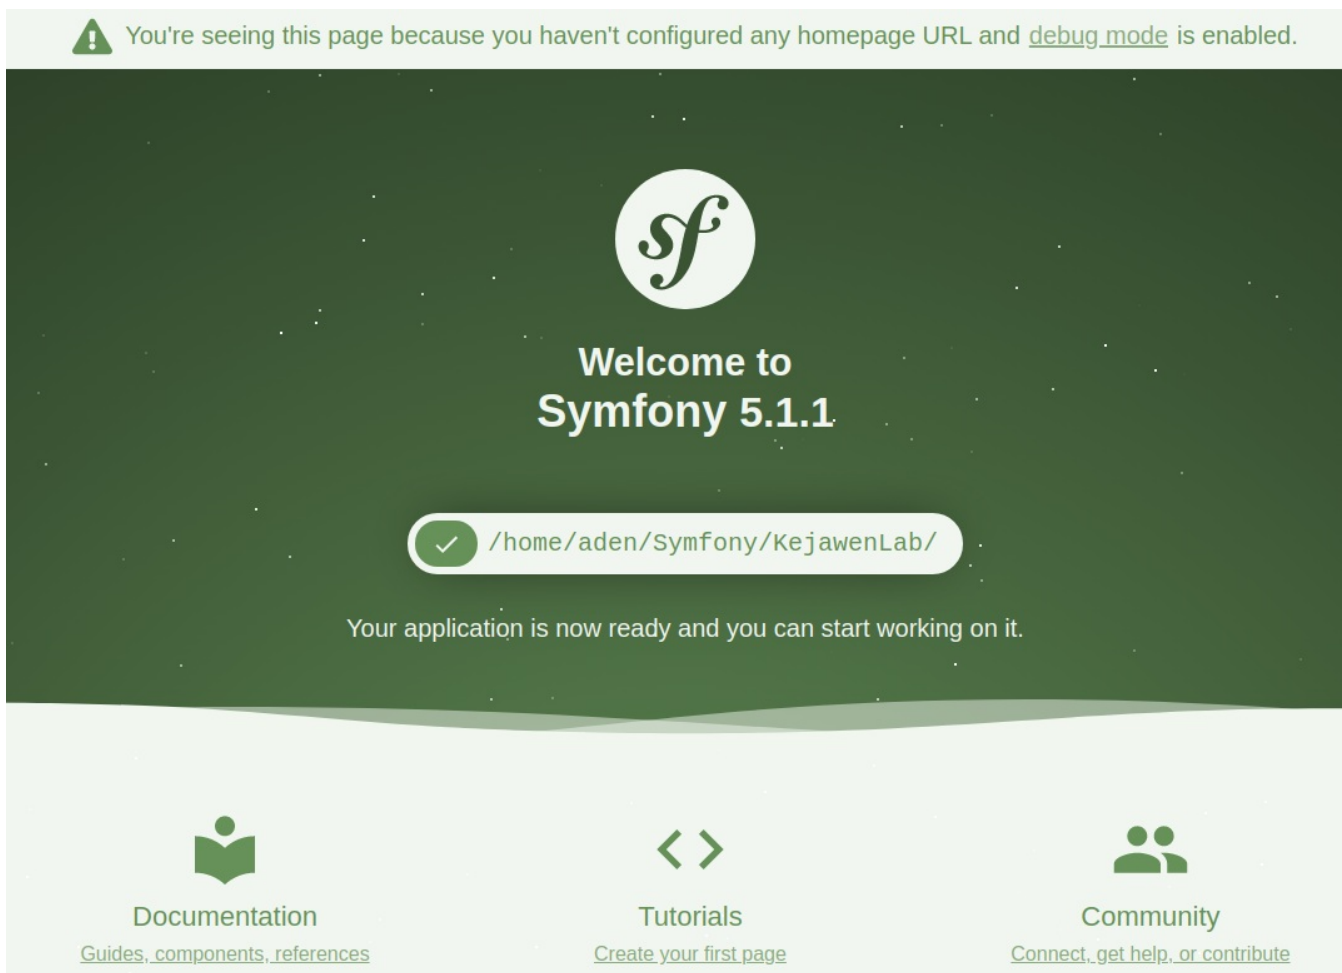 You're seeing this page because you haven't configured any homepage URL and debug mode is enabled.
sf
Welcome to
Symfony 5.1.1
/home/aden/Symfony/KejawenLab/
Your application is now ready and you can start working on it.
Documentation
Guides, components, references
Tutorials
Create your first page
Community
Connect, get help, or contribute